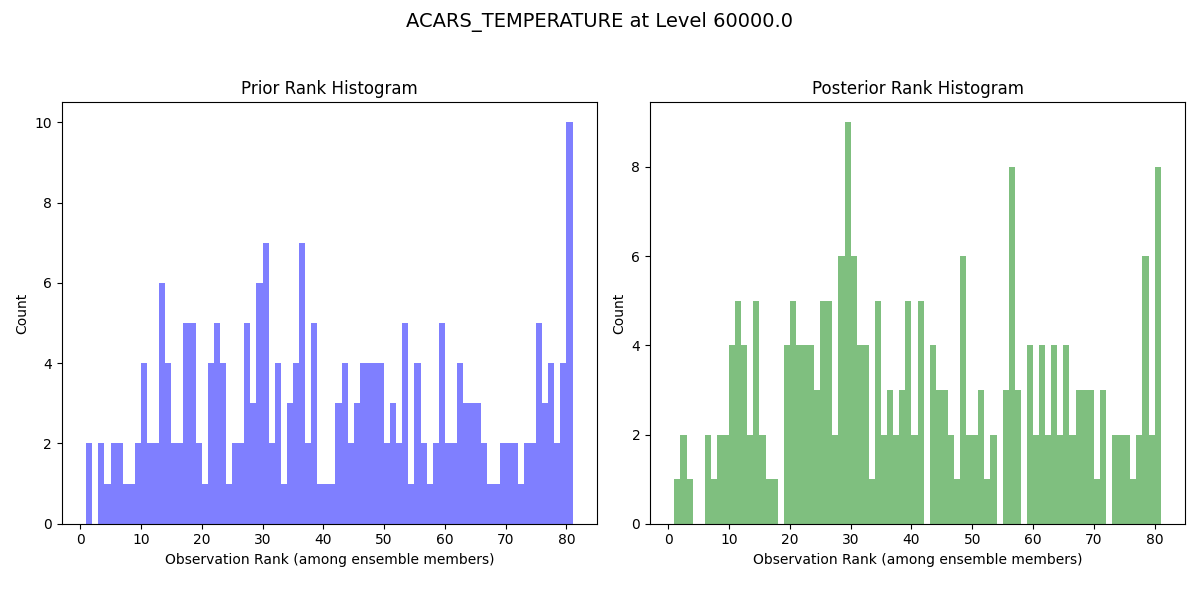 ACARS_TEMPERATURE at Level 60000.0
Prior Rank Histogram
Count
10
8
6
4
2
0
0 10 20 30 40 50 60 70 80
Observation Rank (among ensemble members)
Posterior Rank Histogram
Count
8
6
4
2
0
0 10 20 30 40 50 60 70 80
Observation Rank (among ensemble members)